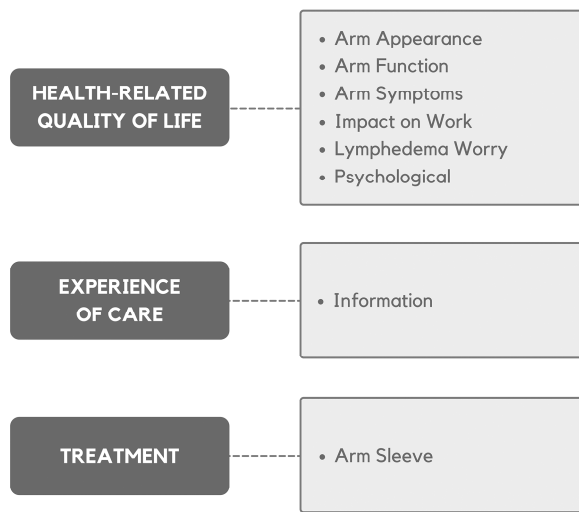 HEALTH-RELATED
QUALITY OF LIFE
• Arm Appearance
• Arm Function
• Arm Symptoms
• Impact on Work
• Lymphedema Worry
• Psychological
EXPERIENCE
OF CARE
• Information
TREATMENT
• Arm Sleeve